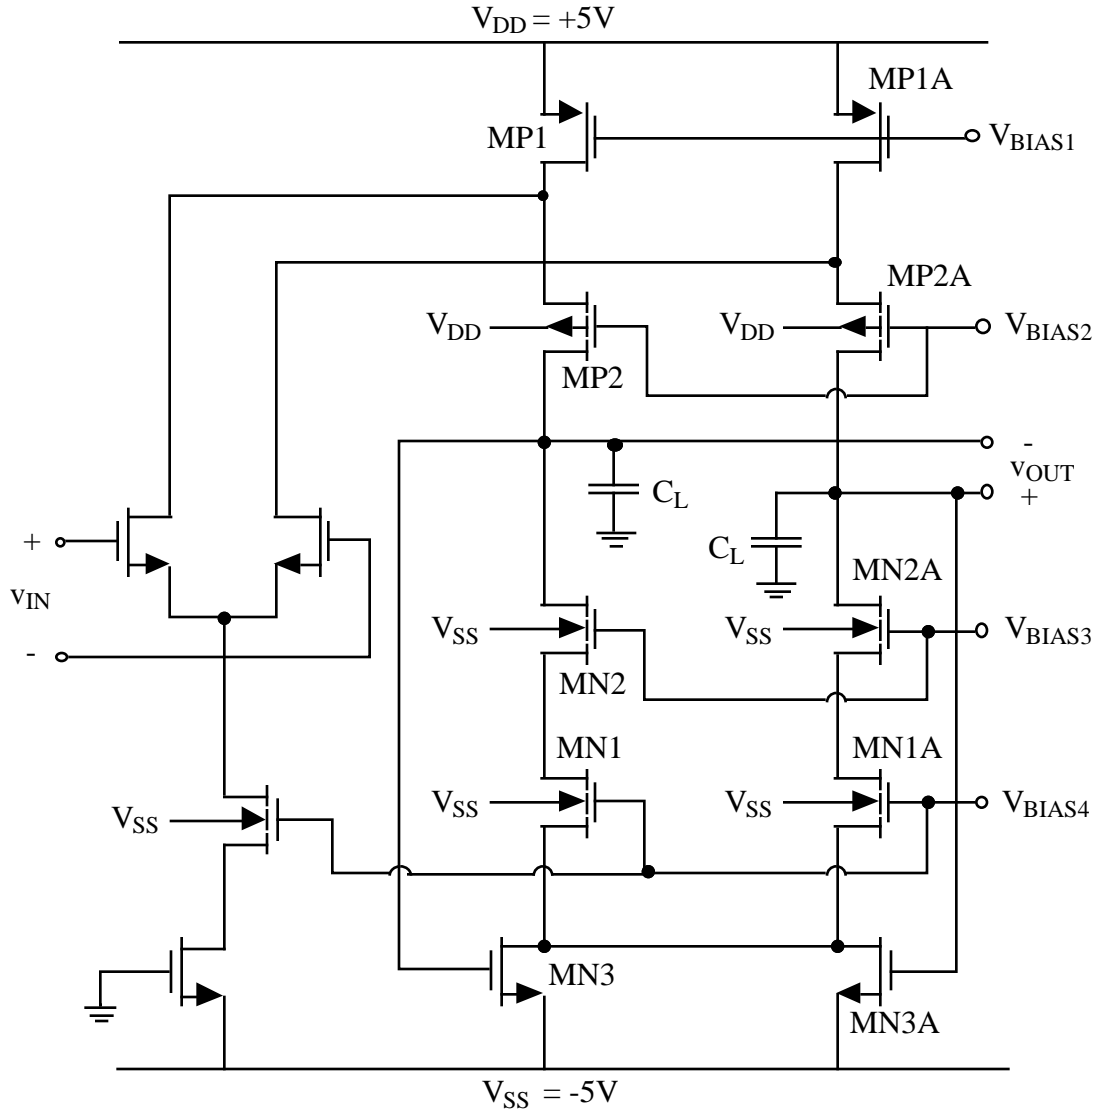 V_DD = +5V
MP1A
MP1
V_BIAS1
MP2A
V_DD
V_DD
V_BIAS2
MP2
-
v_OUT
+
C_L
C_L
+
v_IN
-
MN2A
V_SS
V_SS
V_BIAS3
MN2
MN1
MN1A
V_SS
V_SS
V_BIAS4
V_SS
MN3
MN3A
V_SS = -5V